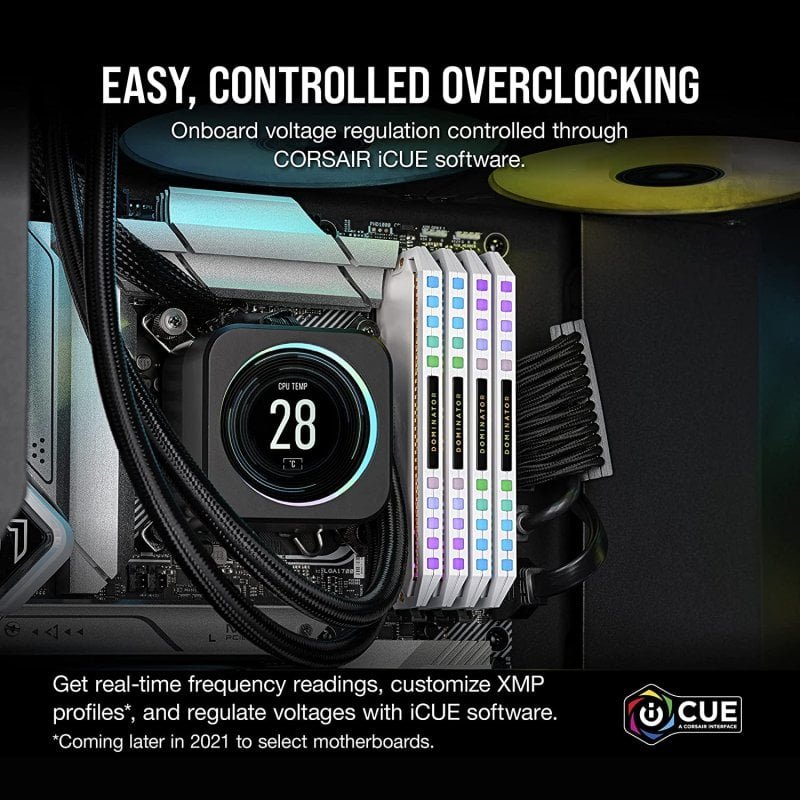 EASY, CONTROLLED OVERCLOCKING
Onboard voltage regulation controlled through
CORSAIR iCUE software.
CPU TEMP
28
°C
DOMINATOR
DOMINATOR
DOMINATOR
DOMINATOR
LGA1700
Get real-time frequency readings, customize XMP
profiles*, and regulate voltages with iCUE software.
*Coming later in 2021 to select motherboards.
iCUE
A CORSAIR INTERFACE